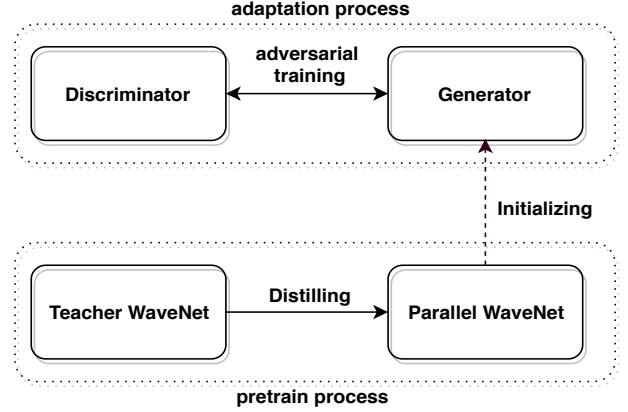 adaptation process
adversarial
training
Discriminator
Generator
Initializing
Teacher WaveNet
Distilling
Parallel WaveNet
pretrain process